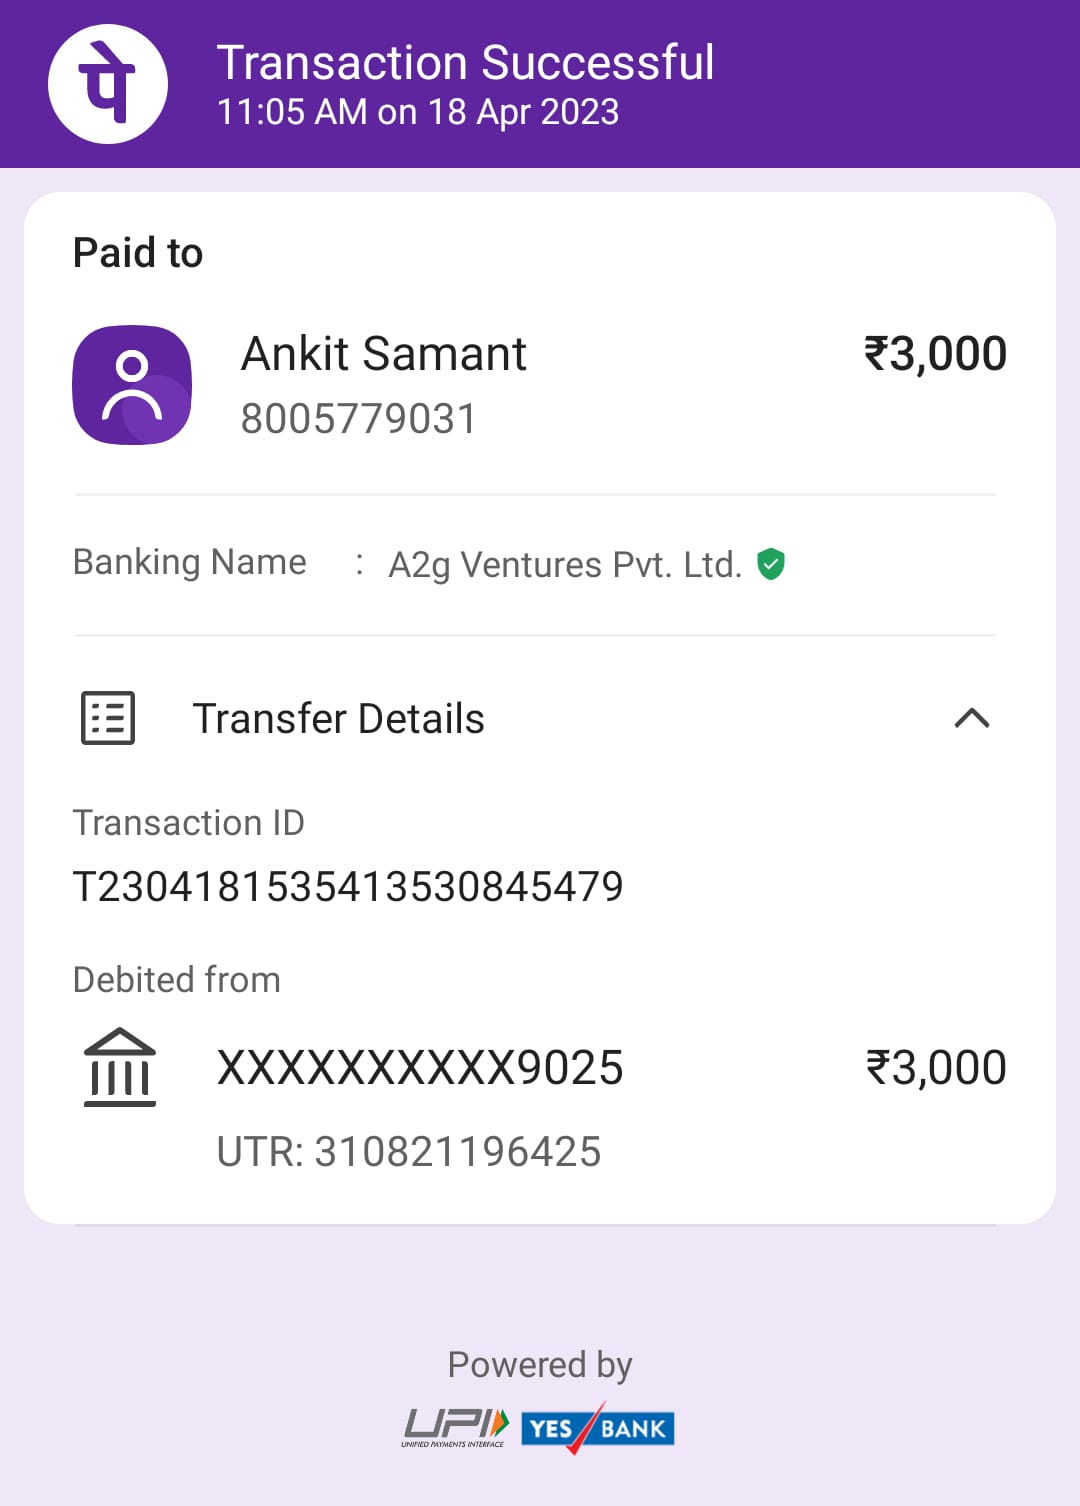 पे
Transaction Successful
11:05 AM on 18 Apr 2023
Paid to
Ankit Samant
₹3,000
8005779031
Banking Name : A2g Ventures Pvt. Ltd.
Transfer Details
Transaction ID
T2304181535413530845479
Debited from
XXXXXXXXXX9025
₹3,000
UTR: 310821196425
Powered by
UPI
UNIFIED PAYMENTS INTERFACE
YES BANK